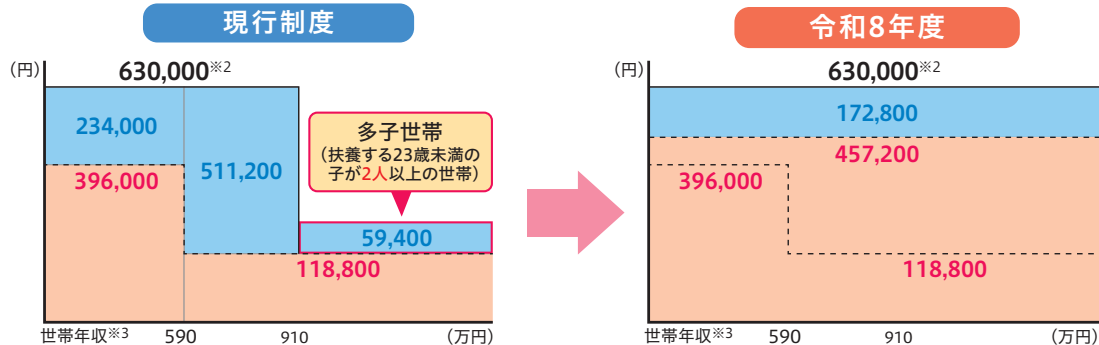 現行制度
(円)
630,000※2
234,000
396,000
511,200
多子世帯
(扶養する23歳未満の
子が2人以上の世帯)
59,400
118,800
世帯年収※3
590
910
(万円)
令和8年度
(円)
630,000※2
172,800
457,200
396,000
118,800
世帯年収※3
590
910
(万円)